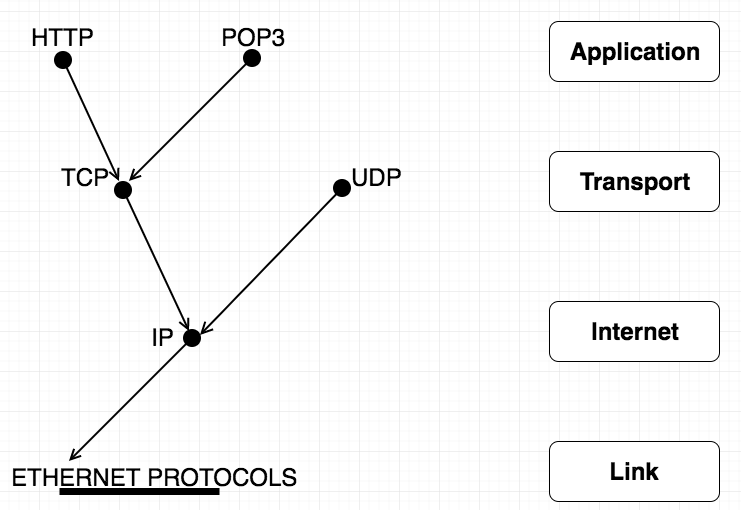 HTTP
POP3
Application
TCP
UDP
Transport
IP
Internet
ETHERNET PROTOCOLS
Link